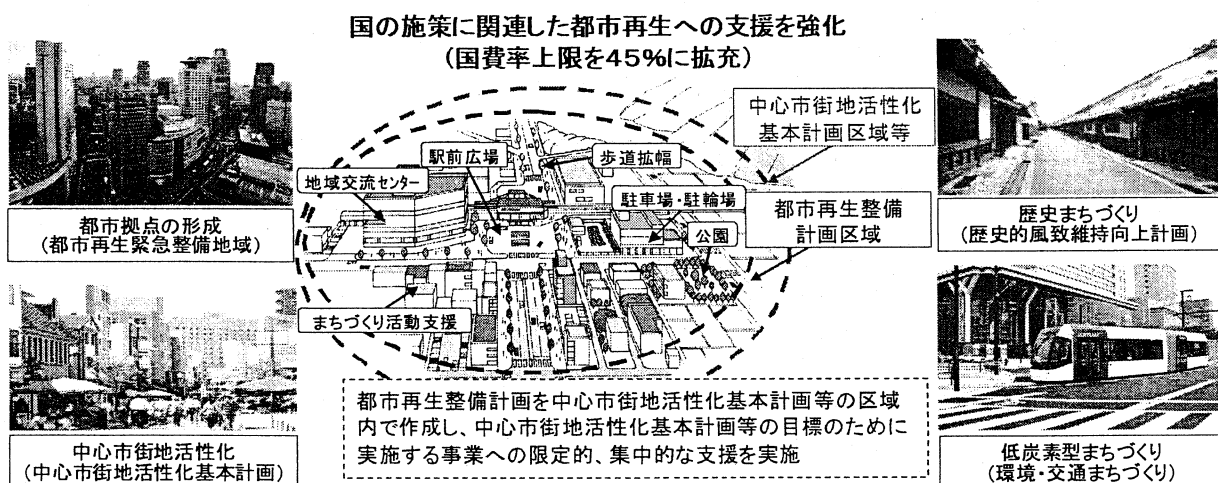 国の施策に関連した都市再生への支援を強化
(国費率上限を45%に拡充)
都市拠点の形成
(都市再生緊急整備地域)
中心市街地活性化
(中心市街地活性化基本計画)
地域交流センター
駅前広場
歩道拡幅
駐車場・駐輪場
公園
まちづくり活動支援
中心市街地活性化
基本計画区域等
都市再生整備
計画区域
都市再生整備計画を中心市街地活性化基本計画等の区域
内で作成し、中心市街地活性化基本計画等の目標のために
実施する事業への限定的、集中的な支援を実施
歴史まちづくり
(歴史的風致維持向上計画)
低炭素型まちづくり
(環境・交通まちづくり)